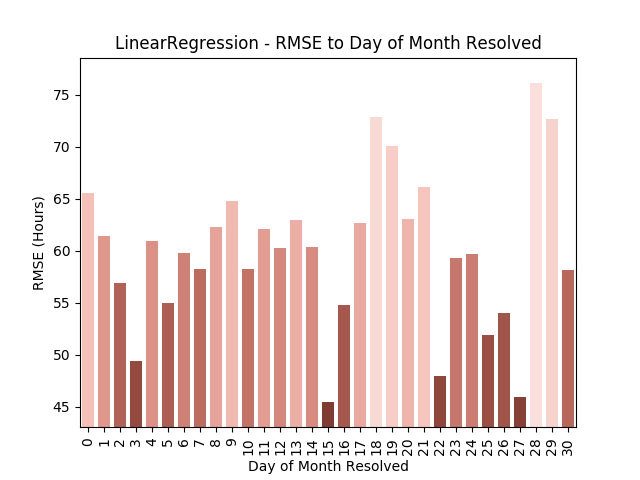 LinearRegression - RMSE to Day of Month Resolved
75
70
65
60
55
50
45
RMSE (Hours)
0 1 2 3 4 5 6 7 8 9 10 11 12 13 14 15 16 17 18 19 20 21 22 23 24 25 26 27 28 29 30
Day of Month Resolved